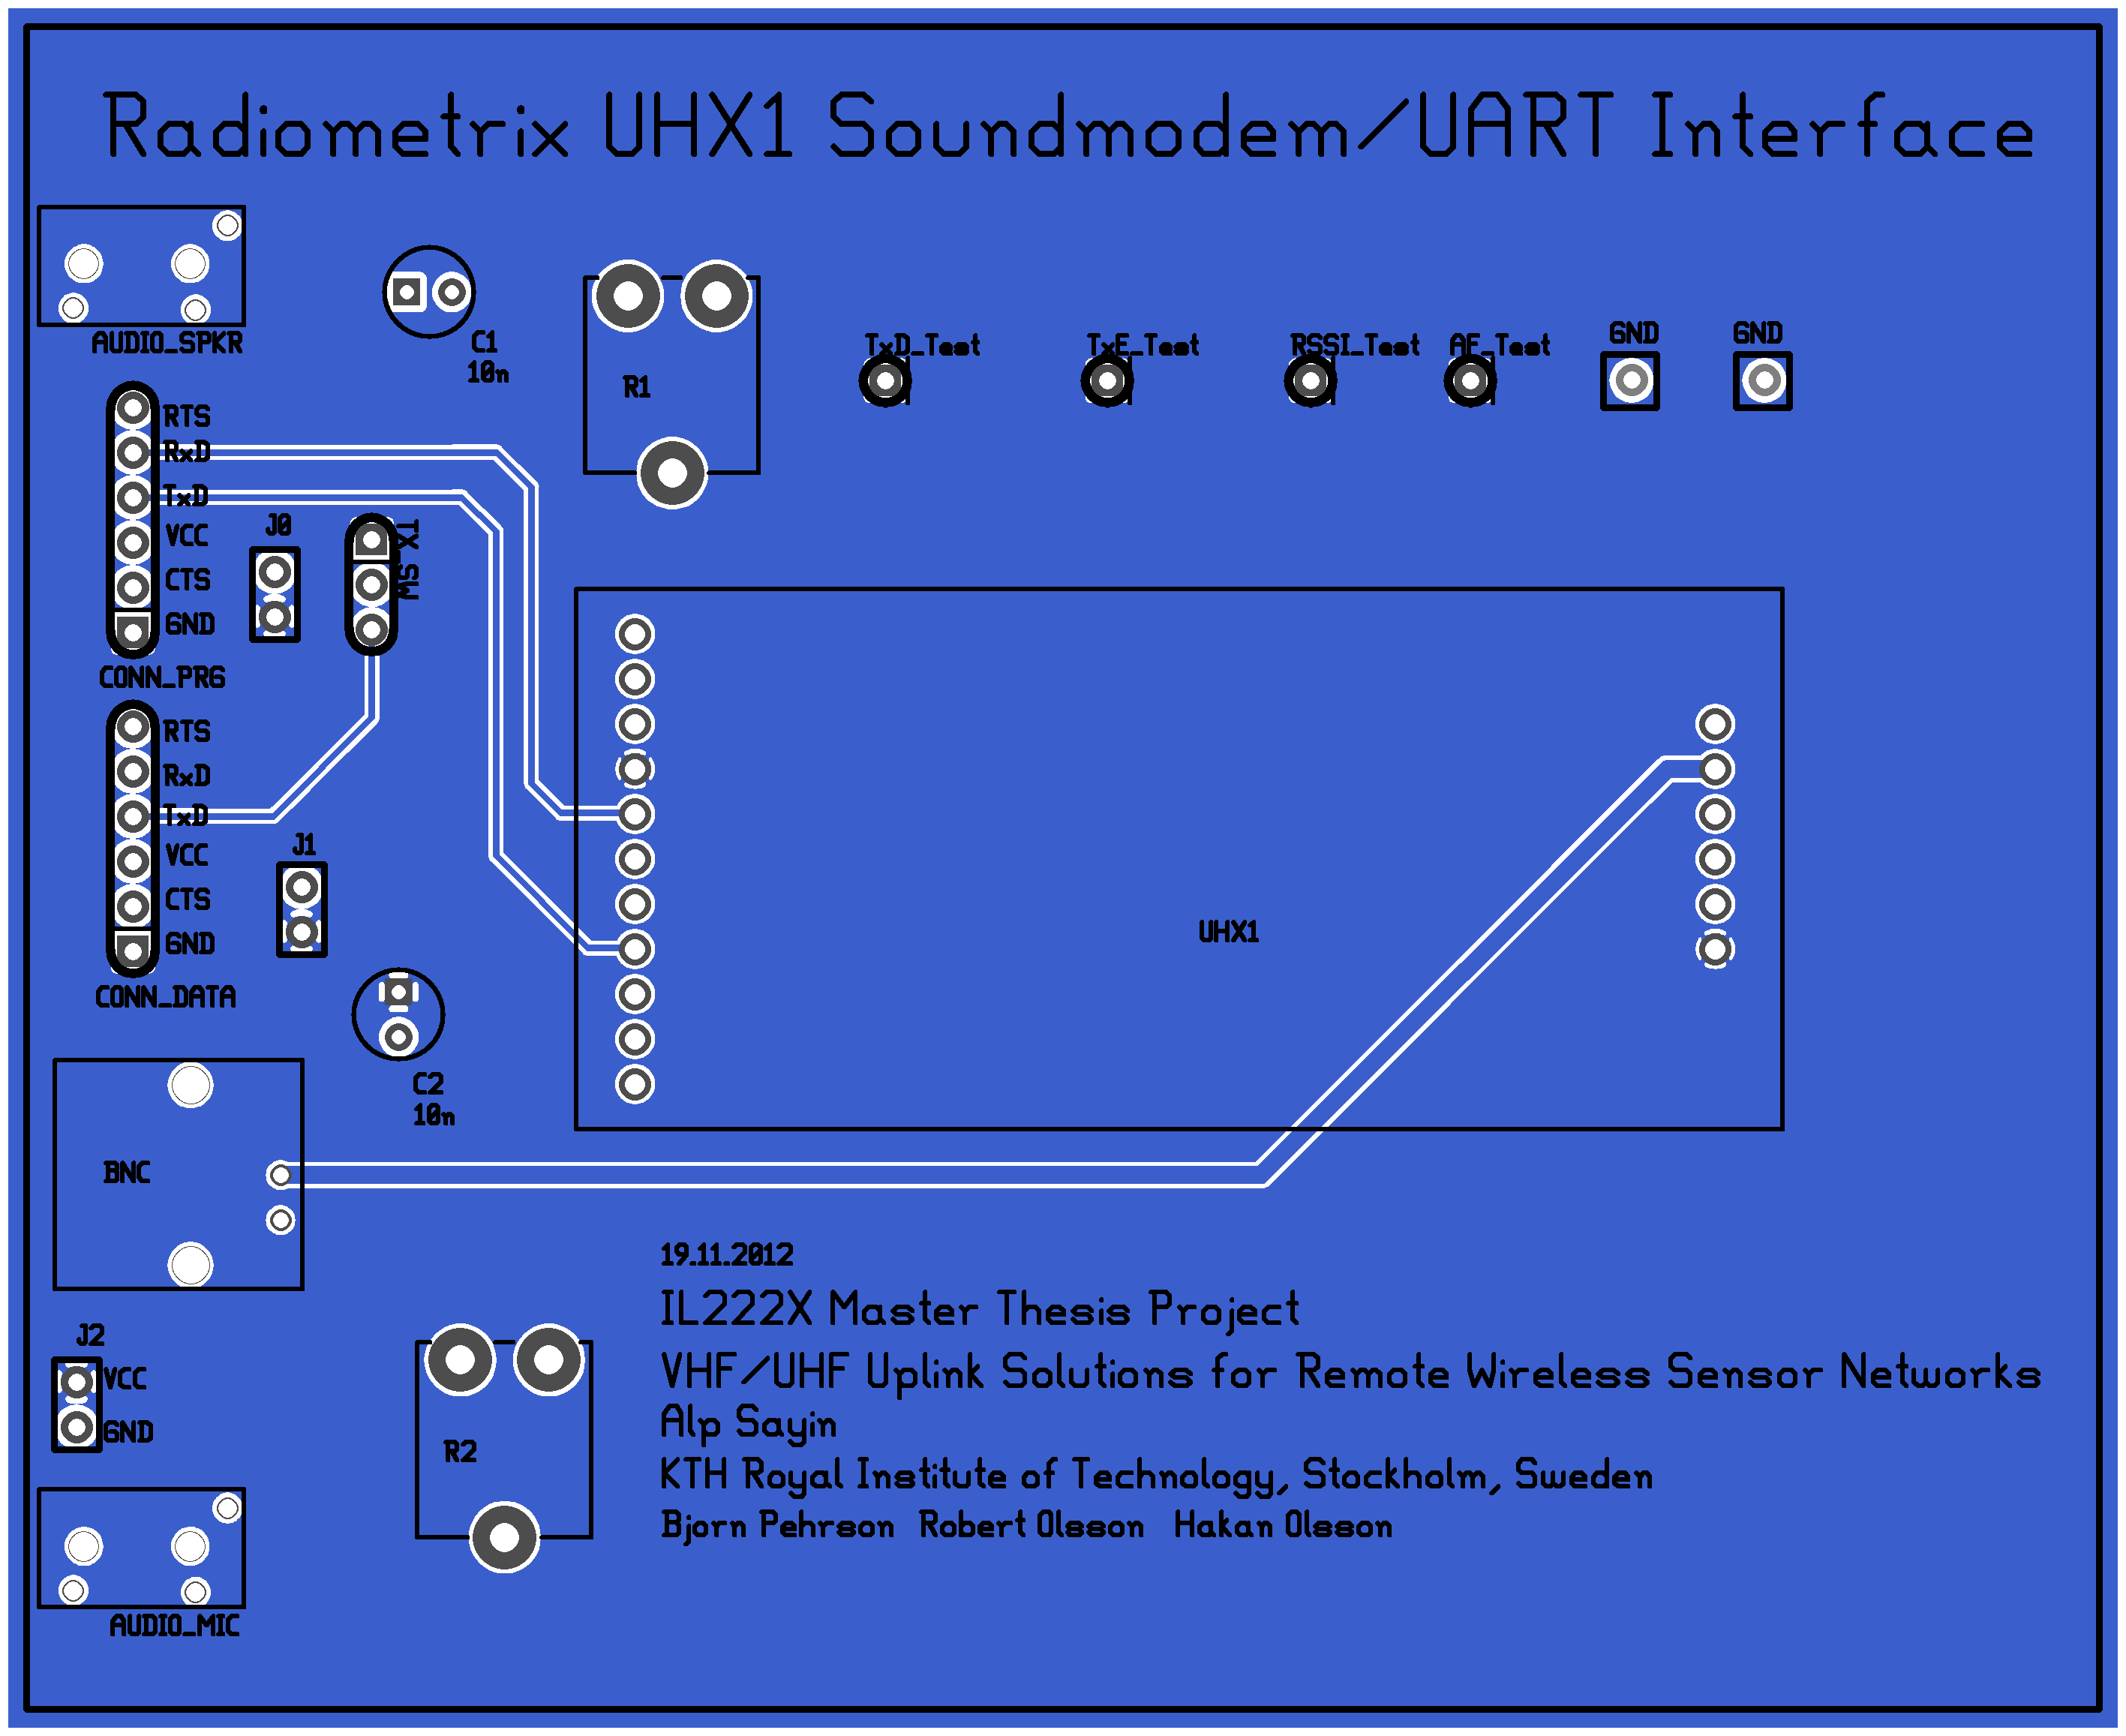 Radiometrix UHX1 Soundmodem/UART Interface
AUDIO_SPKR
C1
10n
R1
TxD_Test
TxE_Test
RSSI_Test
AF_Test
GND
GND
RTS
RxD
TxD
VCC
CTS
GND
CONN_PRG
J0
RTS
RxD
TxD
VCC
CTS
GND
CONN_DATA
J1
UHX1
C2
10n
BNC
19.11.2012
IL222X Master Thesis Project
VHF/UHF Uplink Solutions for Remote Wireless Sensor Networks
Alp Sayin
KTH Royal Institute of Technology, Stockholm, Sweden
Bjorn Pehrson Robert Olsson Hakan Olsson
J2
VCC
GND
R2
AUDIO_MIC